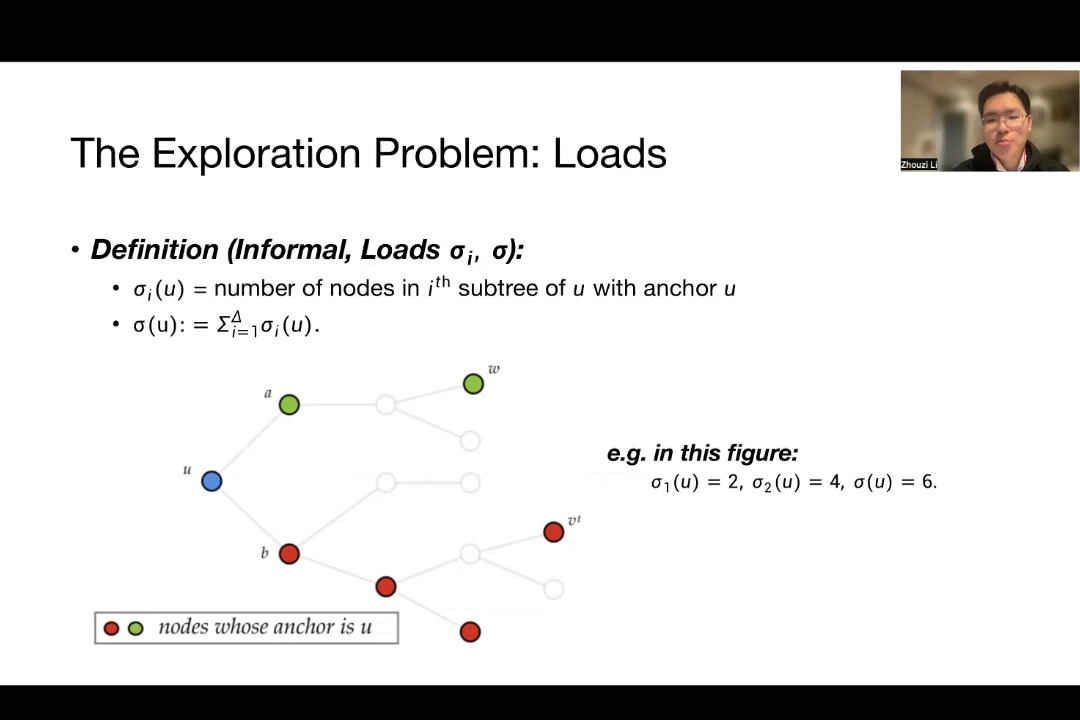 Zhouzi Li
The Exploration Problem: Loads
• Definition (Informal, Loads σᵢ, σ):
• σᵢ(u) = number of nodes in iᵗʰ subtree of u with anchor u
• σ(u): = Σ_{i=1}^{Δ} σᵢ(u).
w
a
u
e.g. in this figure:
σ₁(u) = 2, σ₂(u) = 4, σ(u) = 6.
vᵗ
b
nodes whose anchor is u